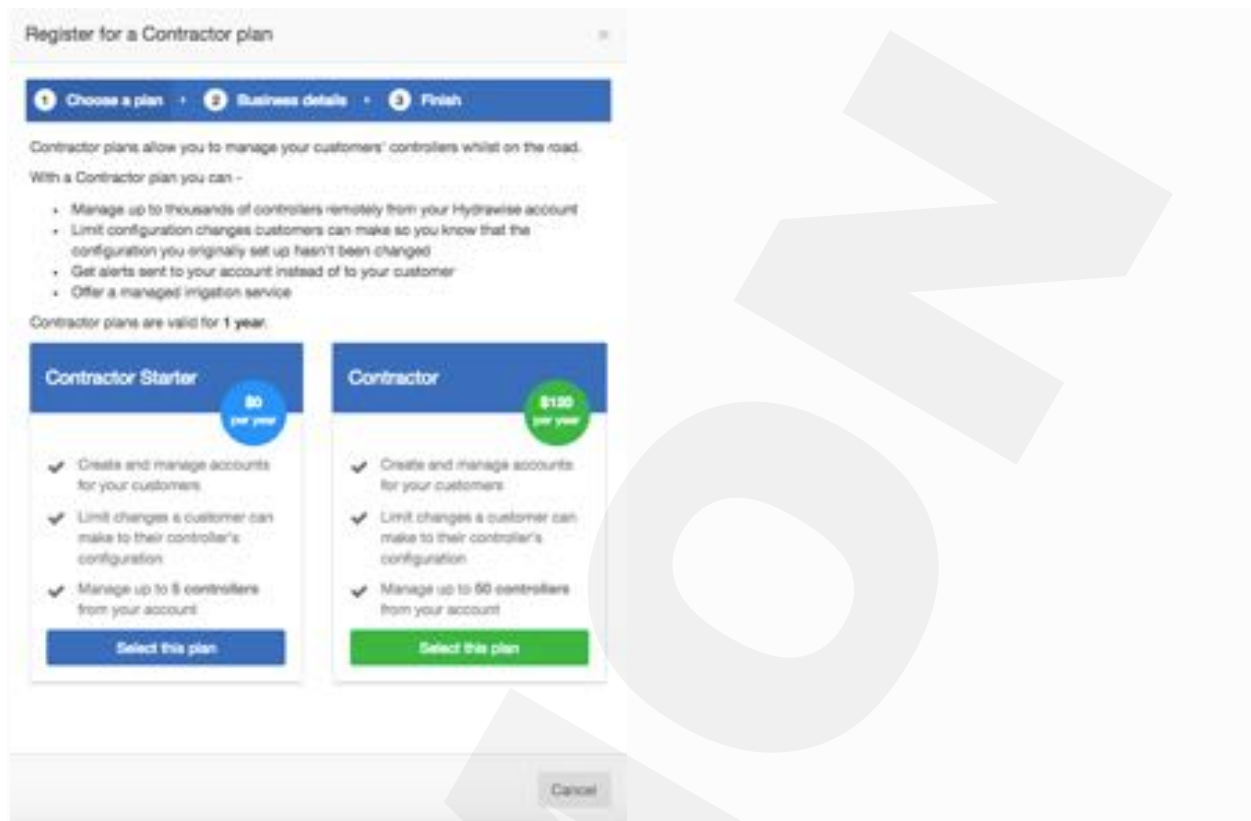 Register for a Contractor plan
×
1 Choose a plan 2 Business details 3 Finish
Contractor plans allow you to manage your customers' controllers whilst on the road.
With a Contractor plan you can -
Manage up to thousands of controllers remotely from your Hydrawise account
Limit configuration changes customers can make so you know that the
configuration you originally set up hasn't been changed
Get alerts sent to your account instead of to your customer
Offer a managed irrigation service
Contractor plans are valid for 1 year.
Contractor Starter
$0
per year
Create and manage accounts
for your customers
Limit changes a customer can
make to their controller's
configuration
Manage up to 5 controllers
from your account
Select this plan
Contractor
per year
Create and manage accounts
for your customers
Limit changes a customer can
make to their controller's
configuration
Manage up to 50 controllers
from your account
Select this plan
Cancel